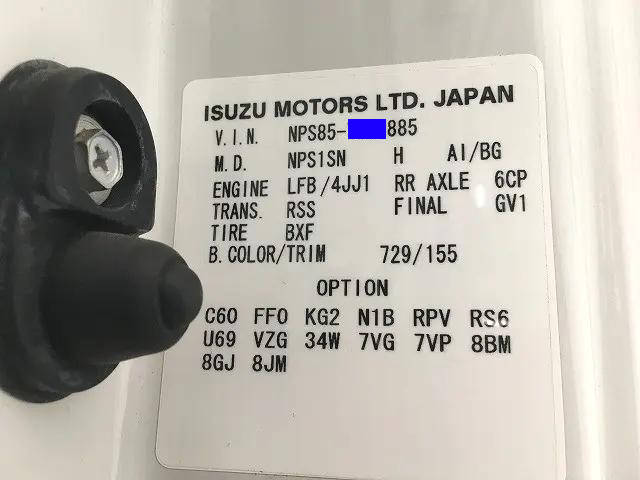 ISUZU MOTORS LTD. JAPAN
V.I.N. NPS85- 885
M.D. NPS1SN H AI/BG
ENGINE LFB/4JJ1 RR AXLE 6CP
TRANS. RSS FINAL GV1
TIRE BXF
B.COLOR/TRIM 729/155
OPTION
C60 FF0 KG2 N1B RPV RS6
U69 VZG 34W 7VG 7VP 8BM
8GJ 8JM